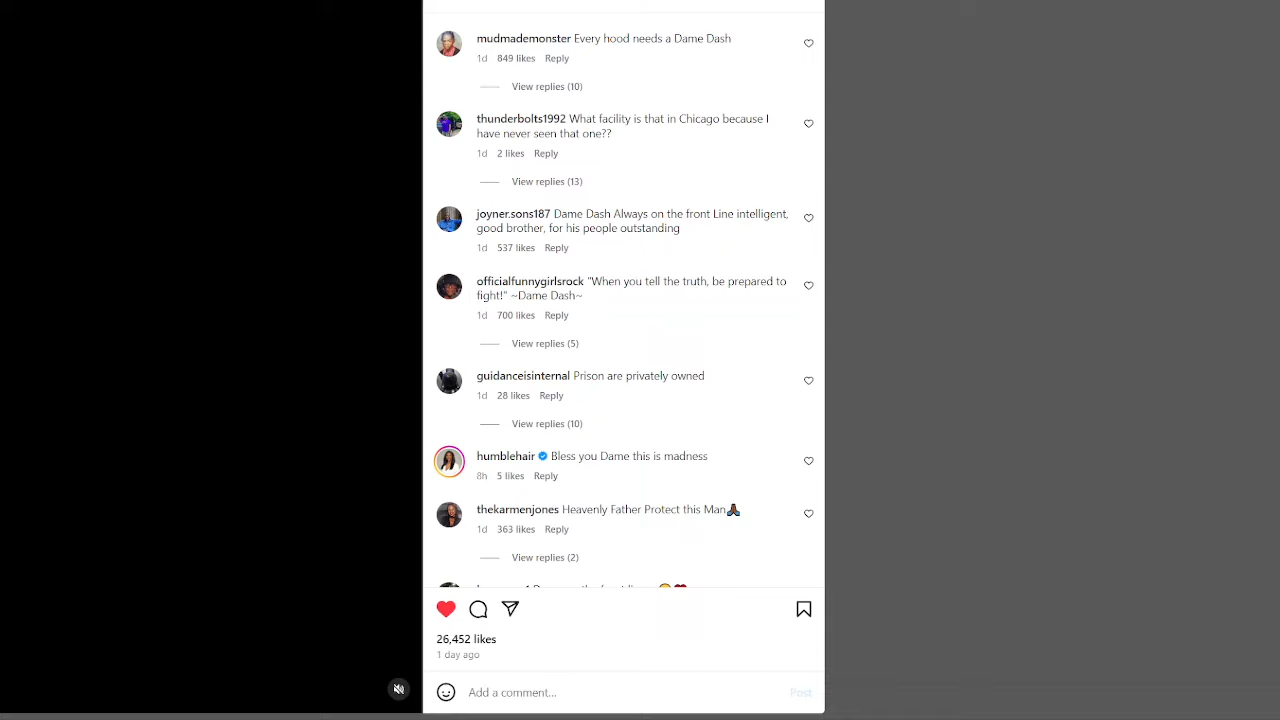 mudmademonster Every hood needs a Dame Dash
1d 849 likes Reply
View replies (10)
thunderbolts1992 What facility is that in Chicago because I
have never seen that one??
1d 2 likes Reply
View replies (13)
joyner.sons187 Dame Dash Always on the front Line intelligent,
good brother, for his people outstanding
1d 537 likes Reply
officialfunnygirlsrock "When you tell the truth, be prepared to
fight!" ~Dame Dash~
1d 700 likes Reply
View replies (5)
guidanceisinternal Prison are privately owned
1d 28 likes Reply
View replies (10)
humblehair Bless you Dame this is madness
8h 5 likes Reply
thekarmenjones Heavenly Father Protect this Man🙏🏾
1d 363 likes Reply
View replies (2)
26,452 likes
1 day ago
Add a comment...
Post